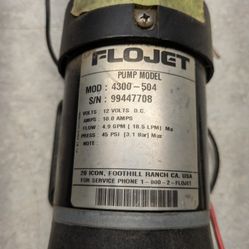 FLOJET
PUMP MODEL
MOD : 4300-504
S/N : 99447708
VOLTS : 12 VOLTS D.C.
AMPS : 10.0 AMPS
FLOW : 4.9 GPM ( 18.5 LPM) Max
PRESS : 45 PSI (3.1 Bar) Max
NOTE :
20 ICON, FOOTHILL RANCH CA. USA
FOR SERVICE PHONE 1-800-2-FLOJET